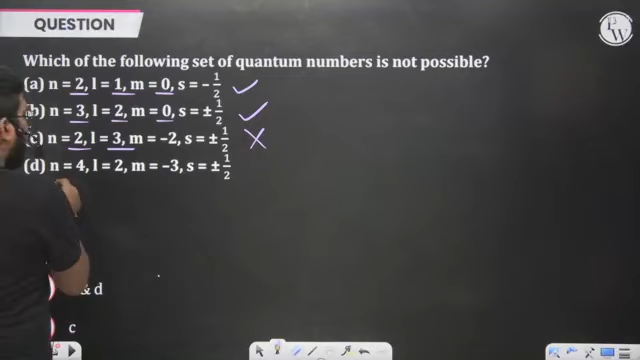 QUESTION
PW
Which of the following set of quantum numbers is not possible?
(a) n = 2, l = 1, m = 0, s = - 1/2
(b) n = 3, l = 2, m = 0, s = ± 1/2
(c) n = 2, l = 3, m = -2, s = ± 1/2
(d) n = 4, l = 2, m = -3, s = ± 1/2
& d
c